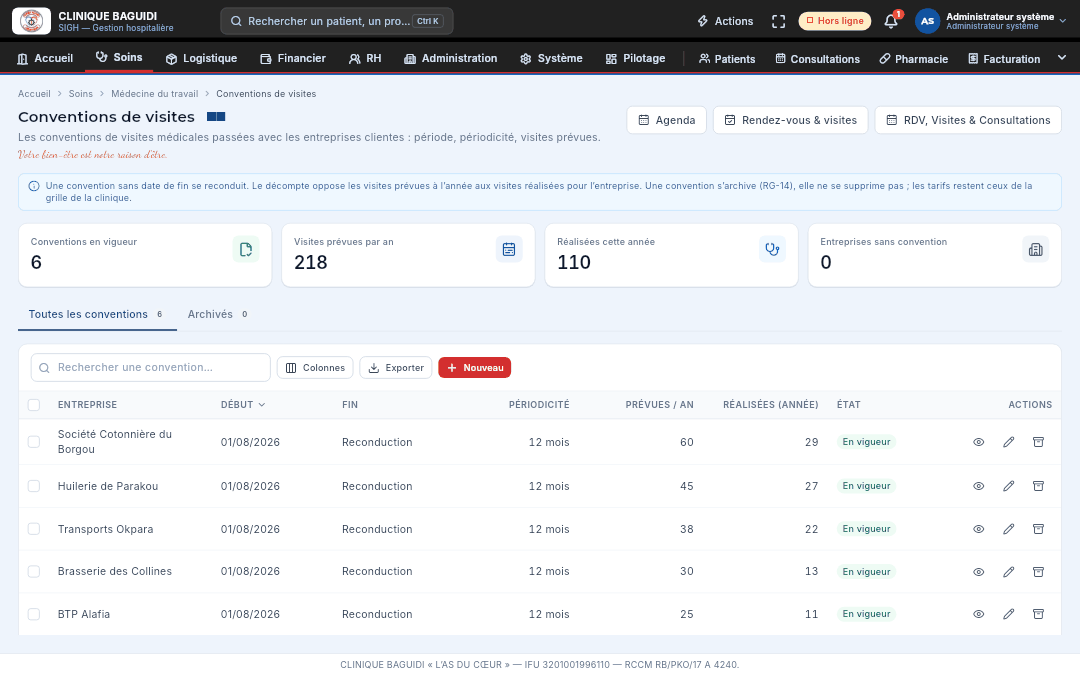 CLINIQUE BAGUIDI
SIGH — Gestion hospitalière
Rechercher un patient, un pro... Ctrl K
Actions
Hors ligne
1
AS
Administrateur système
Administrateur système
Accueil Soins Logistique Financier RH Administration Système Pilotage Patients Consultations Pharmacie Facturation
Accueil > Soins > Médecine du travail > Conventions de visites
Conventions de visites
Les conventions de visites médicales passées avec les entreprises clientes : période, périodicité, visites prévues.
Votre bien-être est notre raison d'être.
Agenda
Rendez-vous & visites
RDV, Visites & Consultations
Une convention sans date de fin se reconduit. Le décompte oppose les visites prévues à l'année aux visites réalisées pour l'entreprise. Une convention s'archive (RG-14), elle ne se supprime pas ; les tarifs restent ceux de la
grille de la clinique.
Conventions en vigueur
6
Visites prévues par an
218
Réalisées cette année
110
Entreprises sans convention
0
Toutes les conventions 6
Archivés 0
Rechercher une convention...
Colonnes
Exporter
+ Nouveau
ENTREPRISE DÉBUT FIN PÉRIODICITÉ PRÉVUES / AN RÉALISÉES (ANNÉE) ÉTAT ACTIONS
Société Cotonnière du
Borgou
01/08/2026 Reconduction 12 mois 60 29 En vigueur
Huilerie de Parakou 01/08/2026 Reconduction 12 mois 45 27 En vigueur
Transports Okpara 01/08/2026 Reconduction 12 mois 38 22 En vigueur
Brasserie des Collines 01/08/2026 Reconduction 12 mois 30 13 En vigueur
BTP Alafia 01/08/2026 Reconduction 12 mois 25 11 En vigueur
CLINIQUE BAGUIDI « L'AS DU CŒUR » — IFU 3201001996110 — RCCM RB/PKO/17 A 4240.